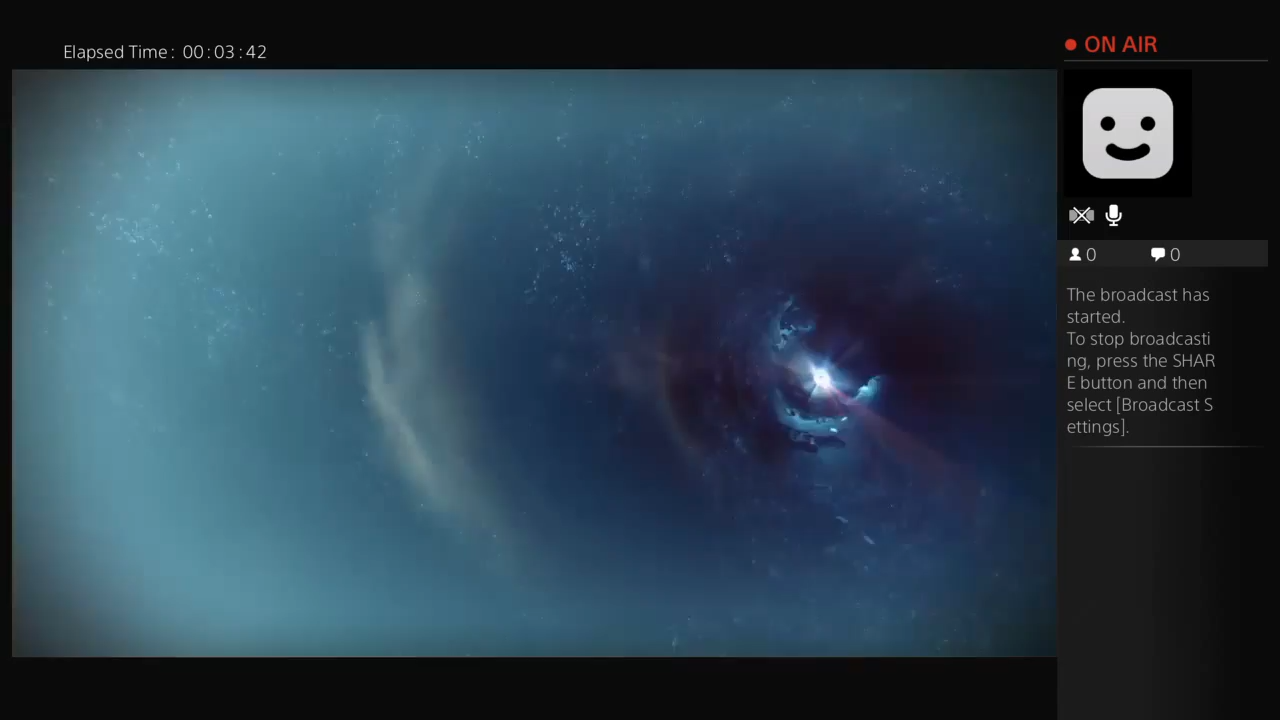 Elapsed Time: 00:03:42
ON AIR
0 0
The broadcast has
started.
To stop broadcasti
ng, press the SHAR
E button and then
select [Broadcast S
ettings].